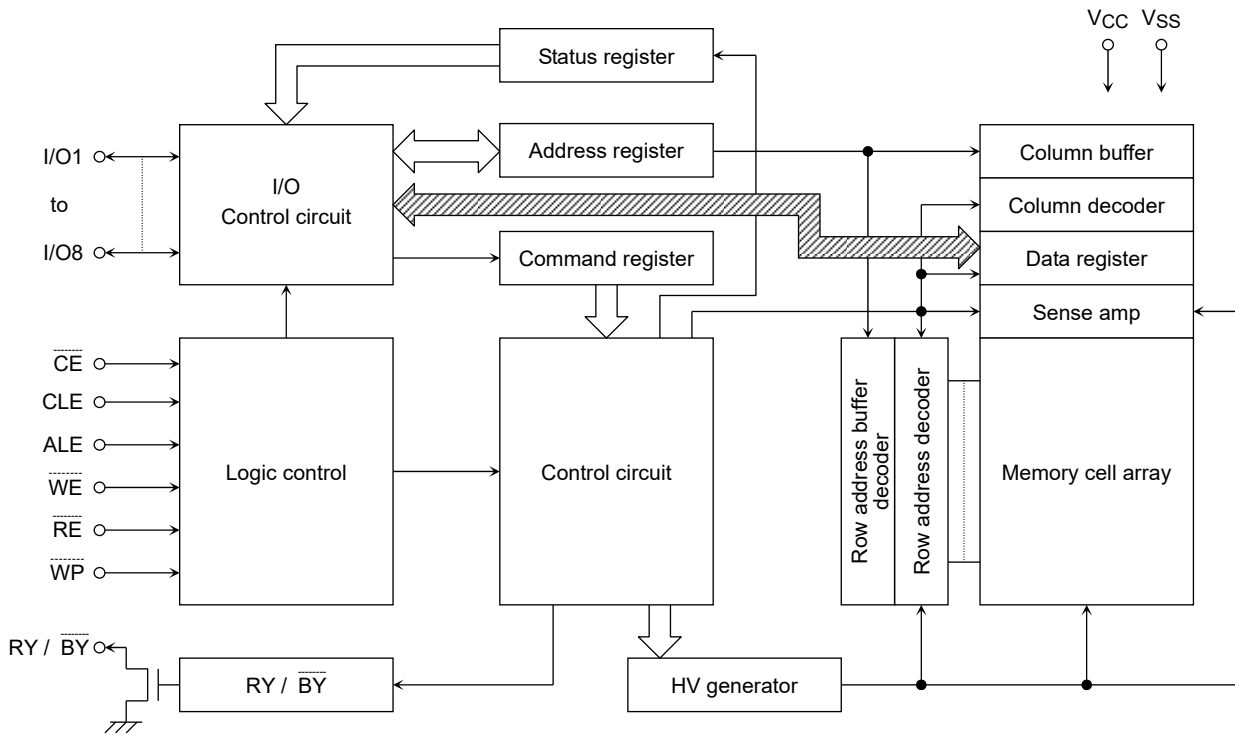 VCC VSS
Status register
I/O1
to
I/O8
I/O
Control circuit
Address register
Command register
Column buffer
Column decoder
Data register
Sense amp
CE
CLE
ALE
WE
RE
WP
Logic control
Control circuit
Row address buffer
decoder
Row address decoder
Memory cell array
RY / BY
RY / BY
HV generator